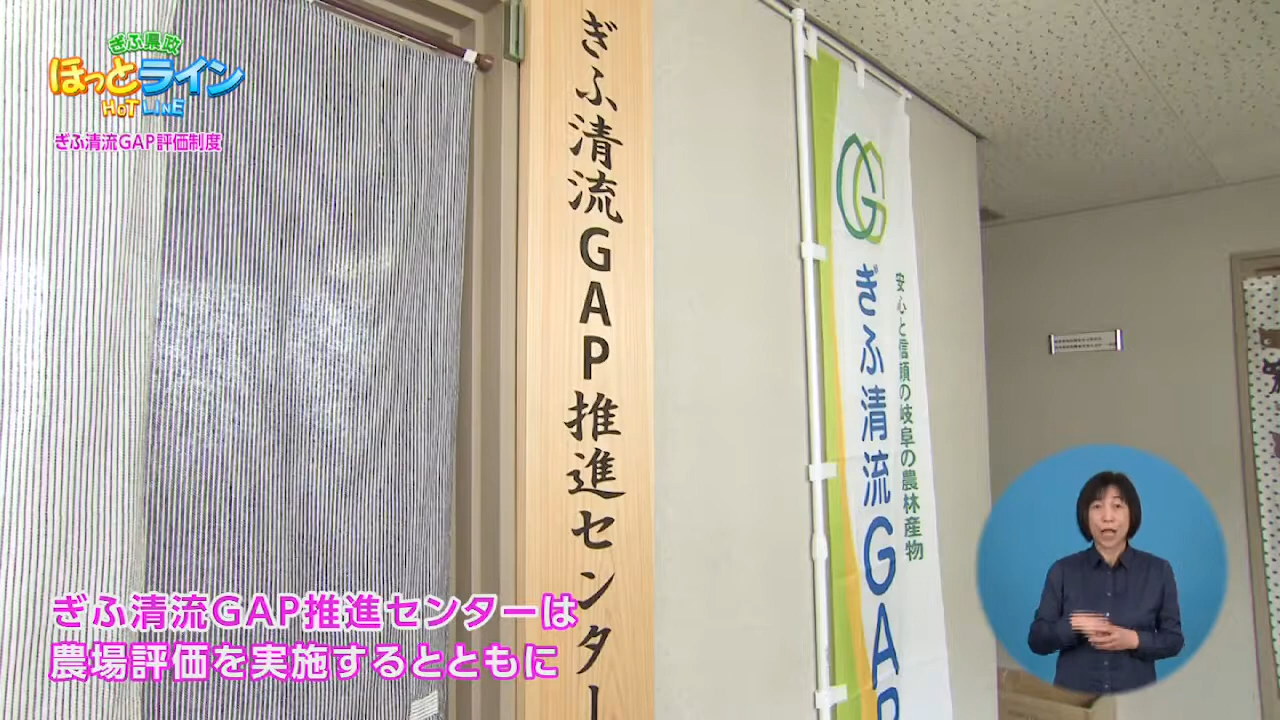 ぎふ県政
ほっとライン
HOT LINE
ぎふ清流GAP評価制度
ぎふ清流GAP推進センター
ぎふ清流GAP
安心と信頼の岐阜の農林産物
ぎふ清流GAP推進センターは
農場評価を実施するとともに